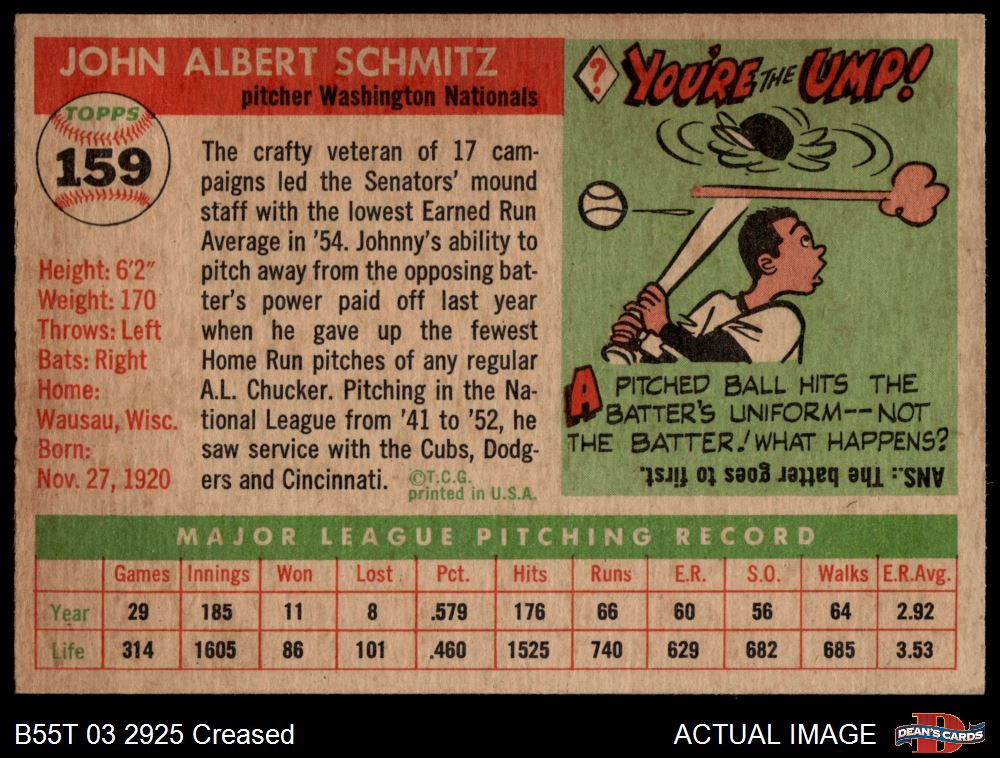 JOHN ALBERT SCHMITZ
pitcher Washington Nationals
TOPPS
159
Height: 6'2"
Weight: 170
Throws: Left
Bats: Right
Home:
Wausau, Wisc.
Born:
Nov. 27, 1920
The crafty veteran of 17 cam-
paigns led the Senators' mound
staff with the lowest Earned Run
Average in '54. Johnny's ability to
pitch away from the opposing bat-
ter's power paid off last year
when he gave up the fewest
Home Run pitches of any regular
A.L. Chucker. Pitching in the Na-
tional League from '41 to '52, he
saw service with the Cubs, Dodg-
ers and Cincinnati.
©T.C.G.
printed in U.S.A.
?
YOU'RE THE UMP!
A PITCHED BALL HITS THE
BATTER'S UNIFORM--NOT
THE BATTER! WHAT HAPPENS?
ANS.: The batter goes to first.
MAJOR LEAGUE PITCHING RECORD
Games Innings Won Lost Pct. Hits Runs E.R. S.O. Walks E.R.Avg.
Year 29 185 11 8 .579 176 66 60 56 64 2.92
Life 314 1605 86 101 .460 1525 740 629 682 685 3.53
B55T 03 2925 Creased
ACTUAL IMAGE
D
DEAN'S CARDS